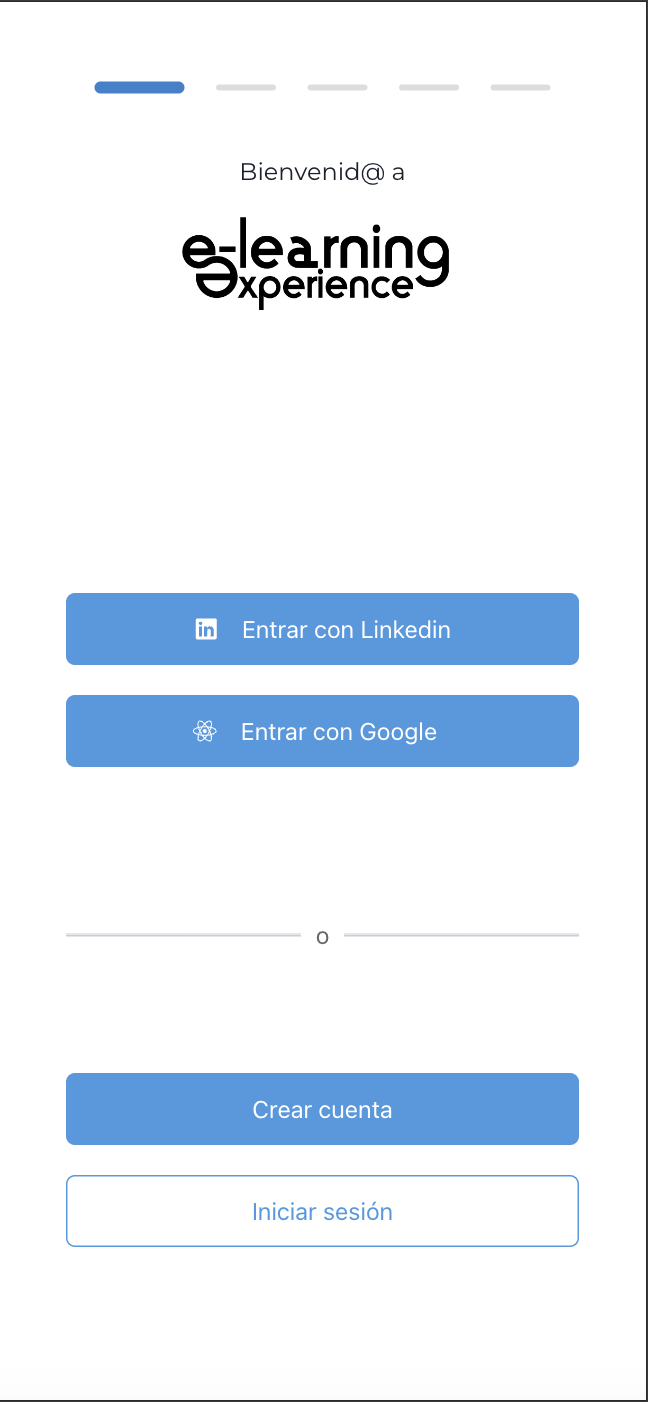 Bienvenid@ a
e-learning
experience
Entrar con Linkedin
Entrar con Google
o
Crear cuenta
Iniciar sesión